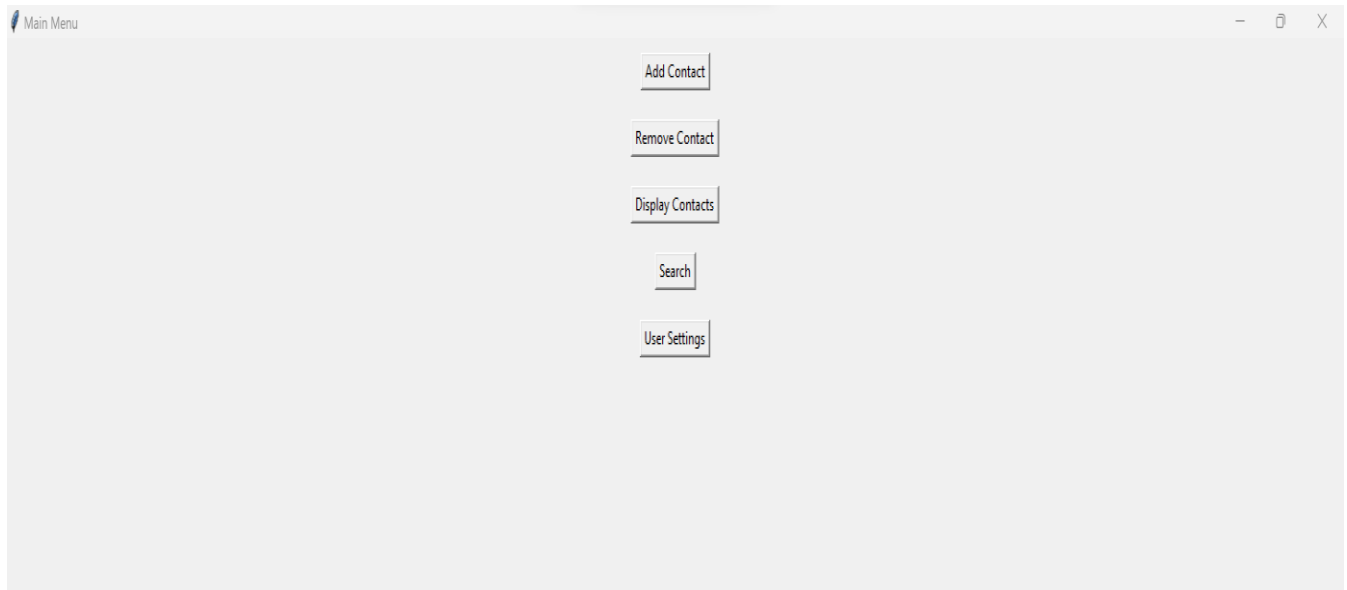 Main Menu
Add Contact
Remove Contact
Display Contacts
Search
User Settings